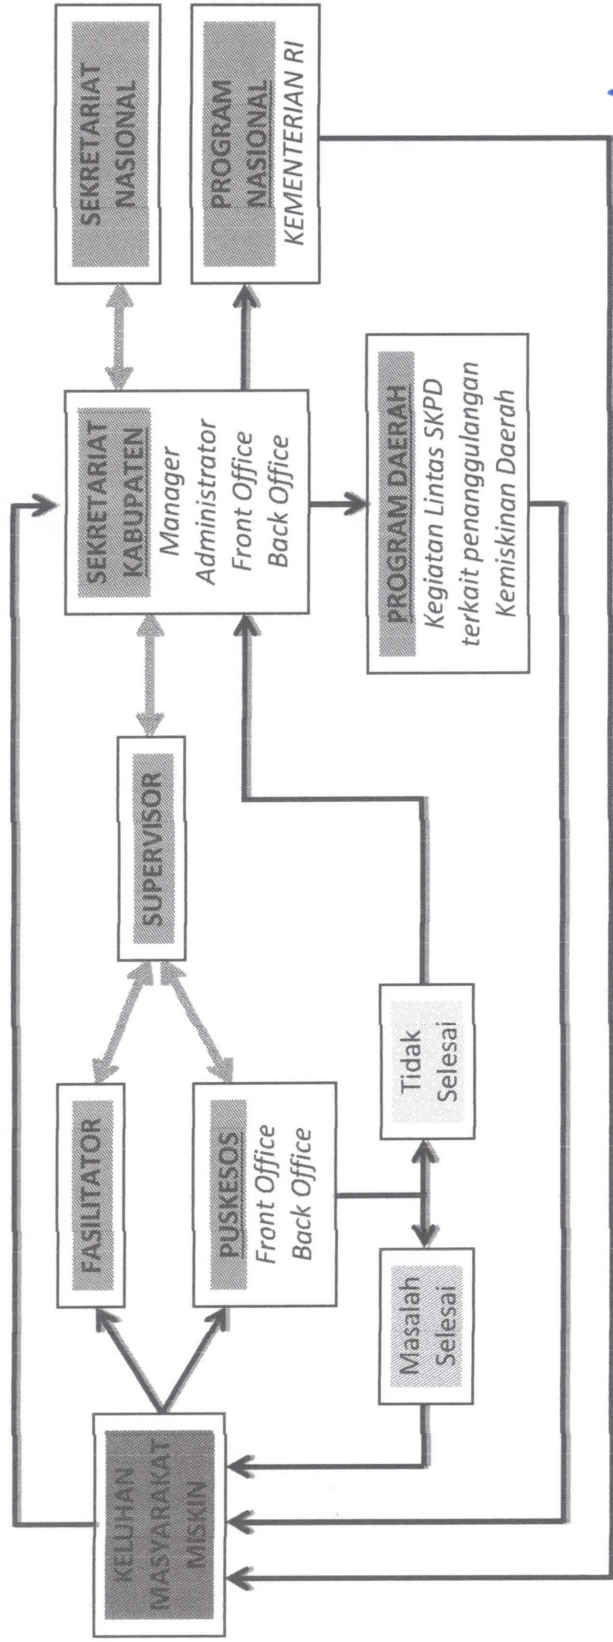 KELUHAN
MASYARAKAT
MISKIN
FASILITATOR
PUSKESOS
Front Office
Back Office
Masalah
Selesai
Tidak
Selesai
SUPERVISOR
SEKRETARIAT
KABUPATEN
Manager
Administrator
Front Office
Back Office
PROGRAM DAERAH
Kegiatan Lintas SKPD
terkait penanggulangan
Kemiskinan Daerah
SEKRETARIAT
NASIONAL
PROGRAM
NASIONAL
KEMENTERIAN RI